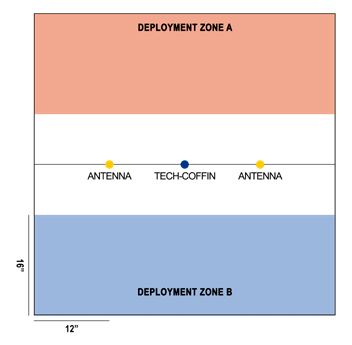 DEPLOYMENT ZONE A
ANTENNA
TECH-COFFIN
ANTENNA
16"
DEPLOYMENT ZONE B
12"